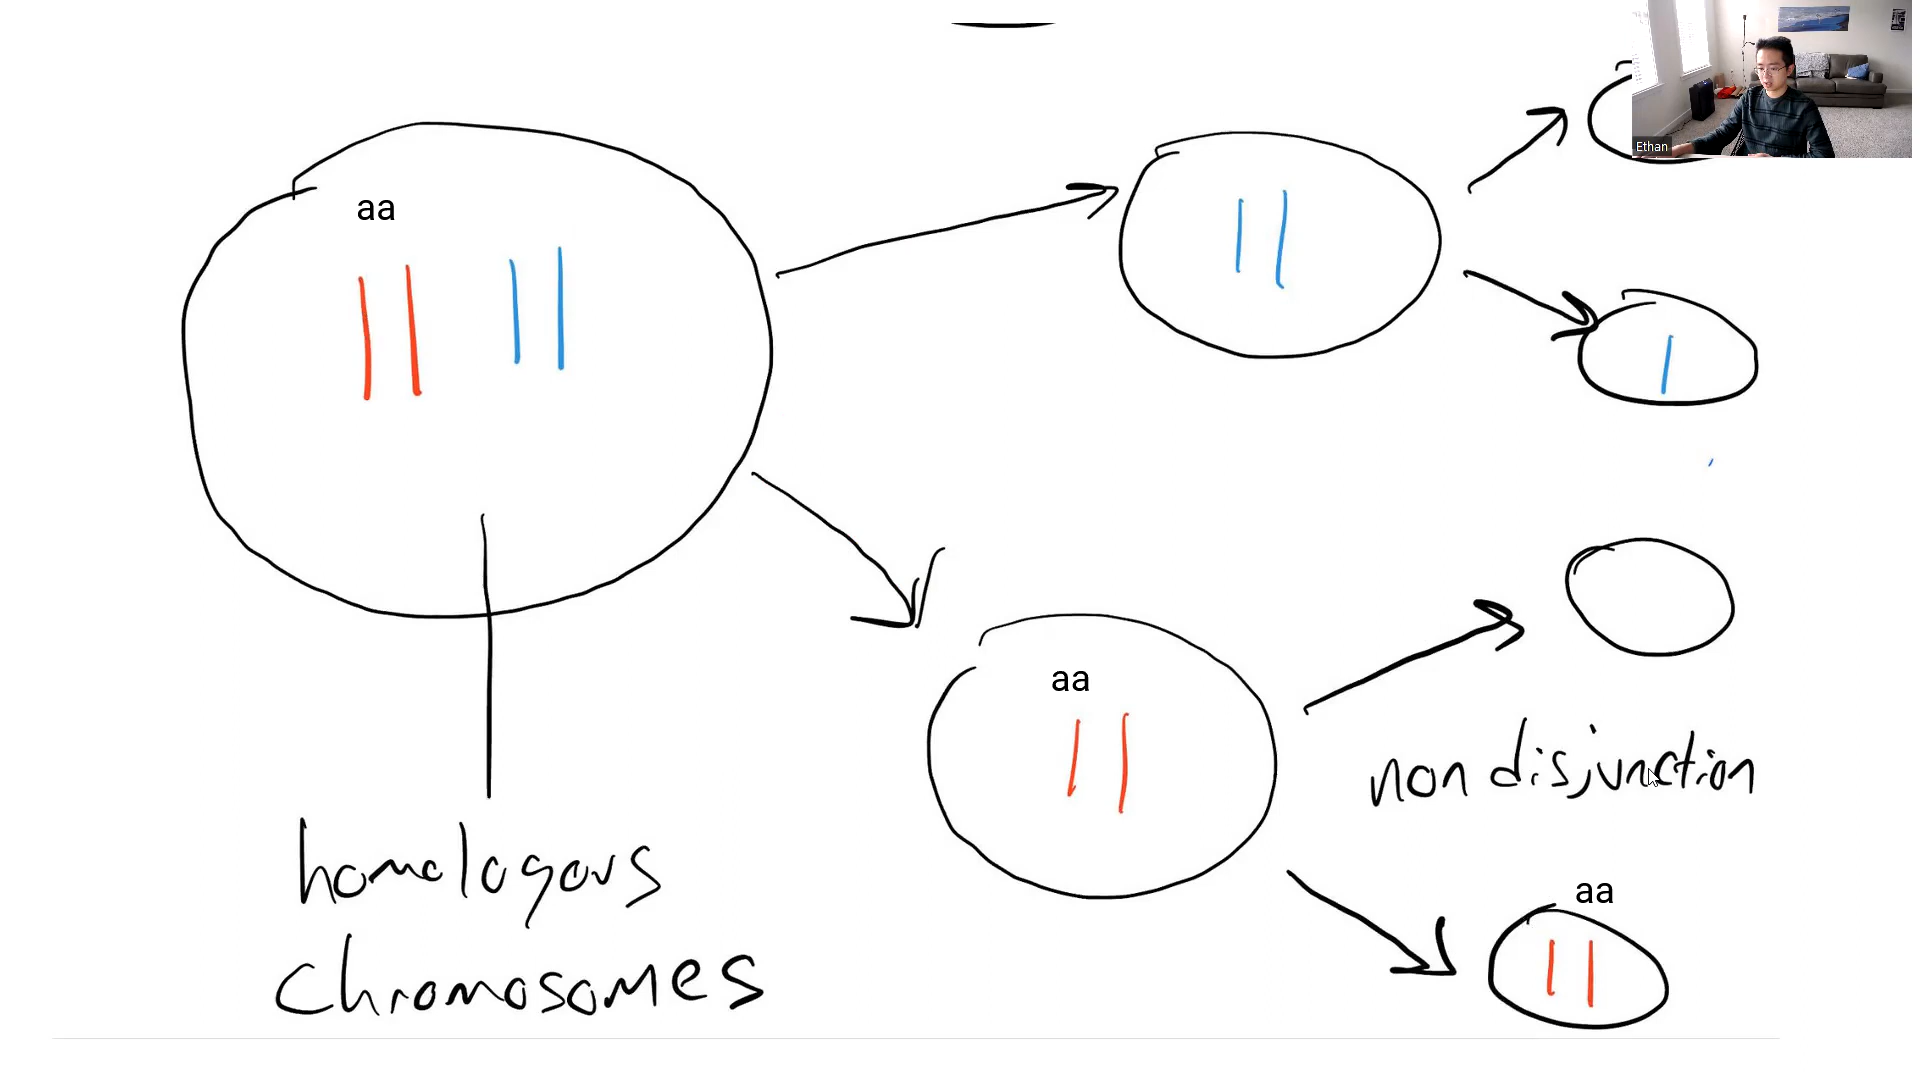 Ethan
aa
aa
non disjunction
homologous
chromosomes
aa